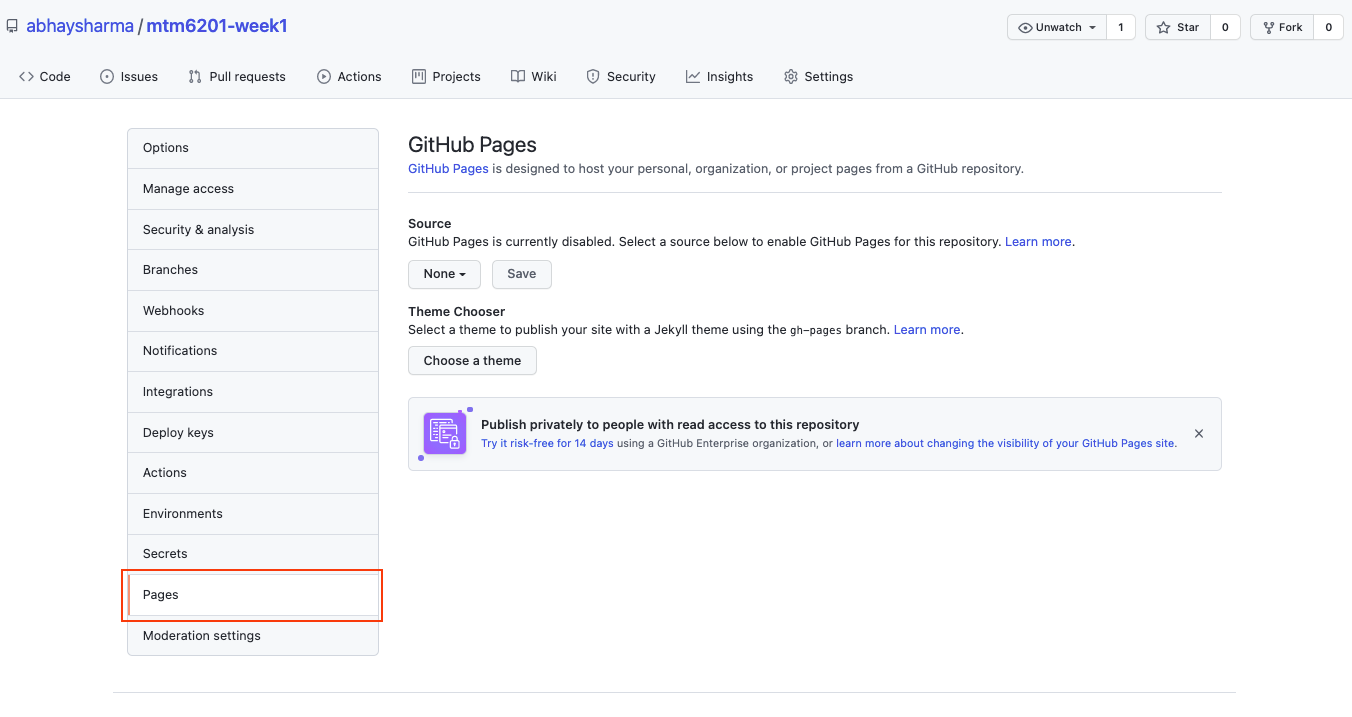 abhaysharma / mtm6201-week1
Unwatch 1 Star 0 Fork 0
Code Issues Pull requests Actions Projects Wiki Security Insights Settings
Options
Manage access
Security & analysis
Branches
Webhooks
Notifications
Integrations
Deploy keys
Actions
Environments
Secrets
Pages
Moderation settings
GitHub Pages
GitHub Pages is designed to host your personal, organization, or project pages from a GitHub repository.
Source
GitHub Pages is currently disabled. Select a source below to enable GitHub Pages for this repository. Learn more.
None Save
Theme Chooser
Select a theme to publish your site with a Jekyll theme using the gh-pages branch. Learn more.
Choose a theme
Publish privately to people with read access to this repository
Try it risk-free for 14 days using a GitHub Enterprise organization, or learn more about changing the visibility of your GitHub Pages site.